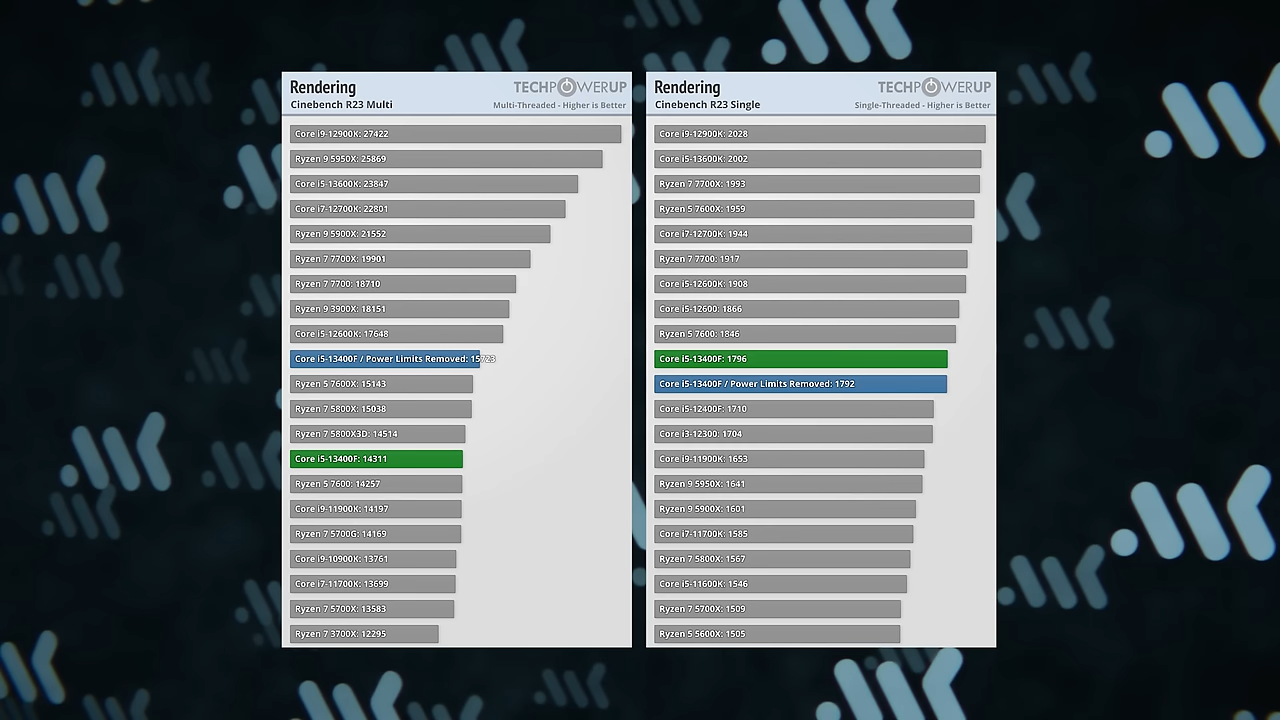 Rendering
TECHPOWERUP
Cinebench R23 Multi
Multi-Threaded - Higher is Better
Core i9-12900K: 27422
Ryzen 9 5950X: 25869
Core i5-13600K: 23847
Core i7-12700K: 22801
Ryzen 9 5900X: 21552
Ryzen 7 7700X: 19901
Ryzen 7 7700: 18710
Ryzen 9 3900X: 18151
Core i5-12600K: 17648
Core i5-13400F / Power Limits Removed: 15723
Ryzen 5 7600X: 15143
Ryzen 7 5800X: 15038
Ryzen 7 5800X3D: 14514
Core i5-13400F: 14311
Ryzen 5 7600: 14257
Core i9-11900K: 14197
Ryzen 7 5700G: 14169
Core i9-10900K: 13761
Core i7-11700K: 13699
Ryzen 7 5700X: 13583
Ryzen 7 3700X: 12295
Rendering
TECHPOWERUP
Cinebench R23 Single
Single-Threaded - Higher is Better
Core i9-12900K: 2028
Core i5-13600K: 2002
Ryzen 7 7700X: 1993
Ryzen 5 7600X: 1959
Core i7-12700K: 1944
Ryzen 7 7700: 1917
Core i5-12600K: 1908
Core i5-12600: 1866
Ryzen 5 7600: 1846
Core i5-13400F: 1796
Core i5-13400F / Power Limits Removed: 1792
Core i5-12400F: 1710
Core i3-12300: 1704
Core i9-11900K: 1653
Ryzen 9 5950X: 1641
Ryzen 9 5900X: 1601
Core i7-11700K: 1585
Ryzen 7 5800X: 1567
Core i5-11600K: 1546
Ryzen 7 5700X: 1509
Ryzen 5 5600X: 1505